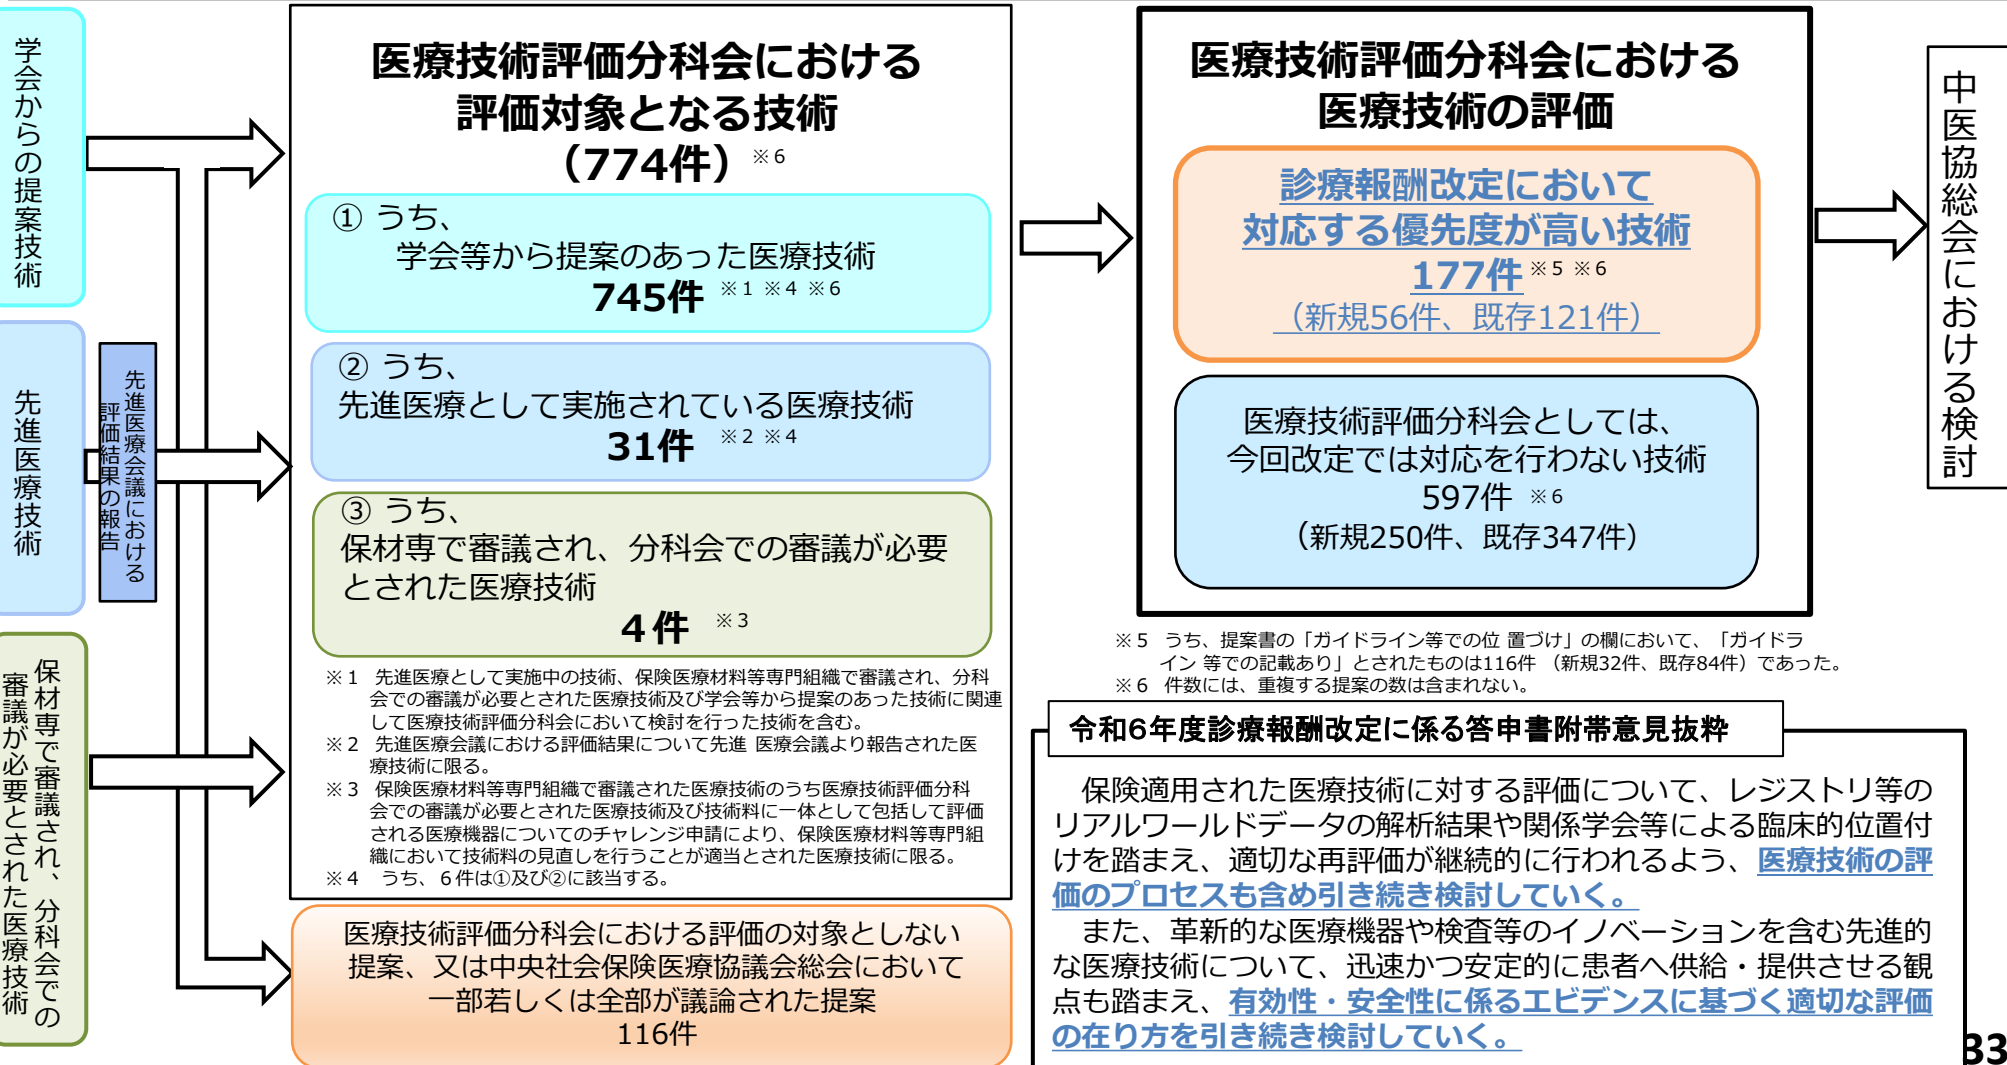 学会からの提案技術
先進医療技術
先進医療会議における
評価結果の報告
保材専で審議され、分科会での
審議が必要とされた医療技術
医療技術評価分科会における
評価対象となる技術
（774件）※６
① うち、
学会等から提案のあった医療技術
745件 ※１ ※４ ※６
② うち、
先進医療として実施されている医療技術
31件 ※２ ※４
③ うち、
保材専で審議され、分科会での審議が必要
とされた医療技術
４件 ※３
※１ 先進医療として実施中の技術、保険医療材料等専門組織で審議され、分科
会での審議が必要とされた医療技術及び学会等から提案のあった技術に関連
して医療技術評価分科会において検討を行った技術を含む。
※２ 先進医療会議における評価結果について先進 医療会議より報告された医
療技術に限る。
※３ 保険医療材料等専門組織で審議された医療技術のうち医療技術評価分科
会での審議が必要とされた医療技術及び技術料に一体として包括して評価
される医療機器についてのチャレンジ申請により、保険医療材料等専門組
織において技術料の見直しを行うことが適当とされた医療技術に限る。
※４ うち、６件は①及び②に該当する。
医療技術評価分科会における評価の対象としない
提案、又は中央社会保険医療協議会総会において
一部若しくは全部が議論された提案
116件
医療技術評価分科会における
医療技術の評価
診療報酬改定において
対応する優先度が高い技術
177件 ※５ ※６
（新規56件、既存121件）
医療技術評価分科会としては、
今回改定では対応を行わない技術
597件 ※６
（新規250件、既存347件）
※５ うち、提案書の「ガイドライン等での位 置づけ」の欄において、「ガイドラ
イン 等での記載あり」とされたものは116件 （新規32件、既存84件）であった。
※６ 件数には、重複する提案の数は含まれない。
中医協総会における検討
令和６年度診療報酬改定に係る答申書附帯意見抜粋
保険適用された医療技術に対する評価について、レジストリ等の
リアルワールドデータの解析結果や関係学会等による臨床的位置付
けを踏まえ、適切な再評価が継続的に行われるよう、医療技術の評
価のプロセスも含め引き続き検討していく。
また、革新的な医療機器や検査等のイノベーションを含む先進的
な医療技術について、迅速かつ安定的に患者へ供給・提供させる観
点も踏まえ、有効性・安全性に係るエビデンスに基づく適切な評価
の在り方を引き続き検討していく。
33